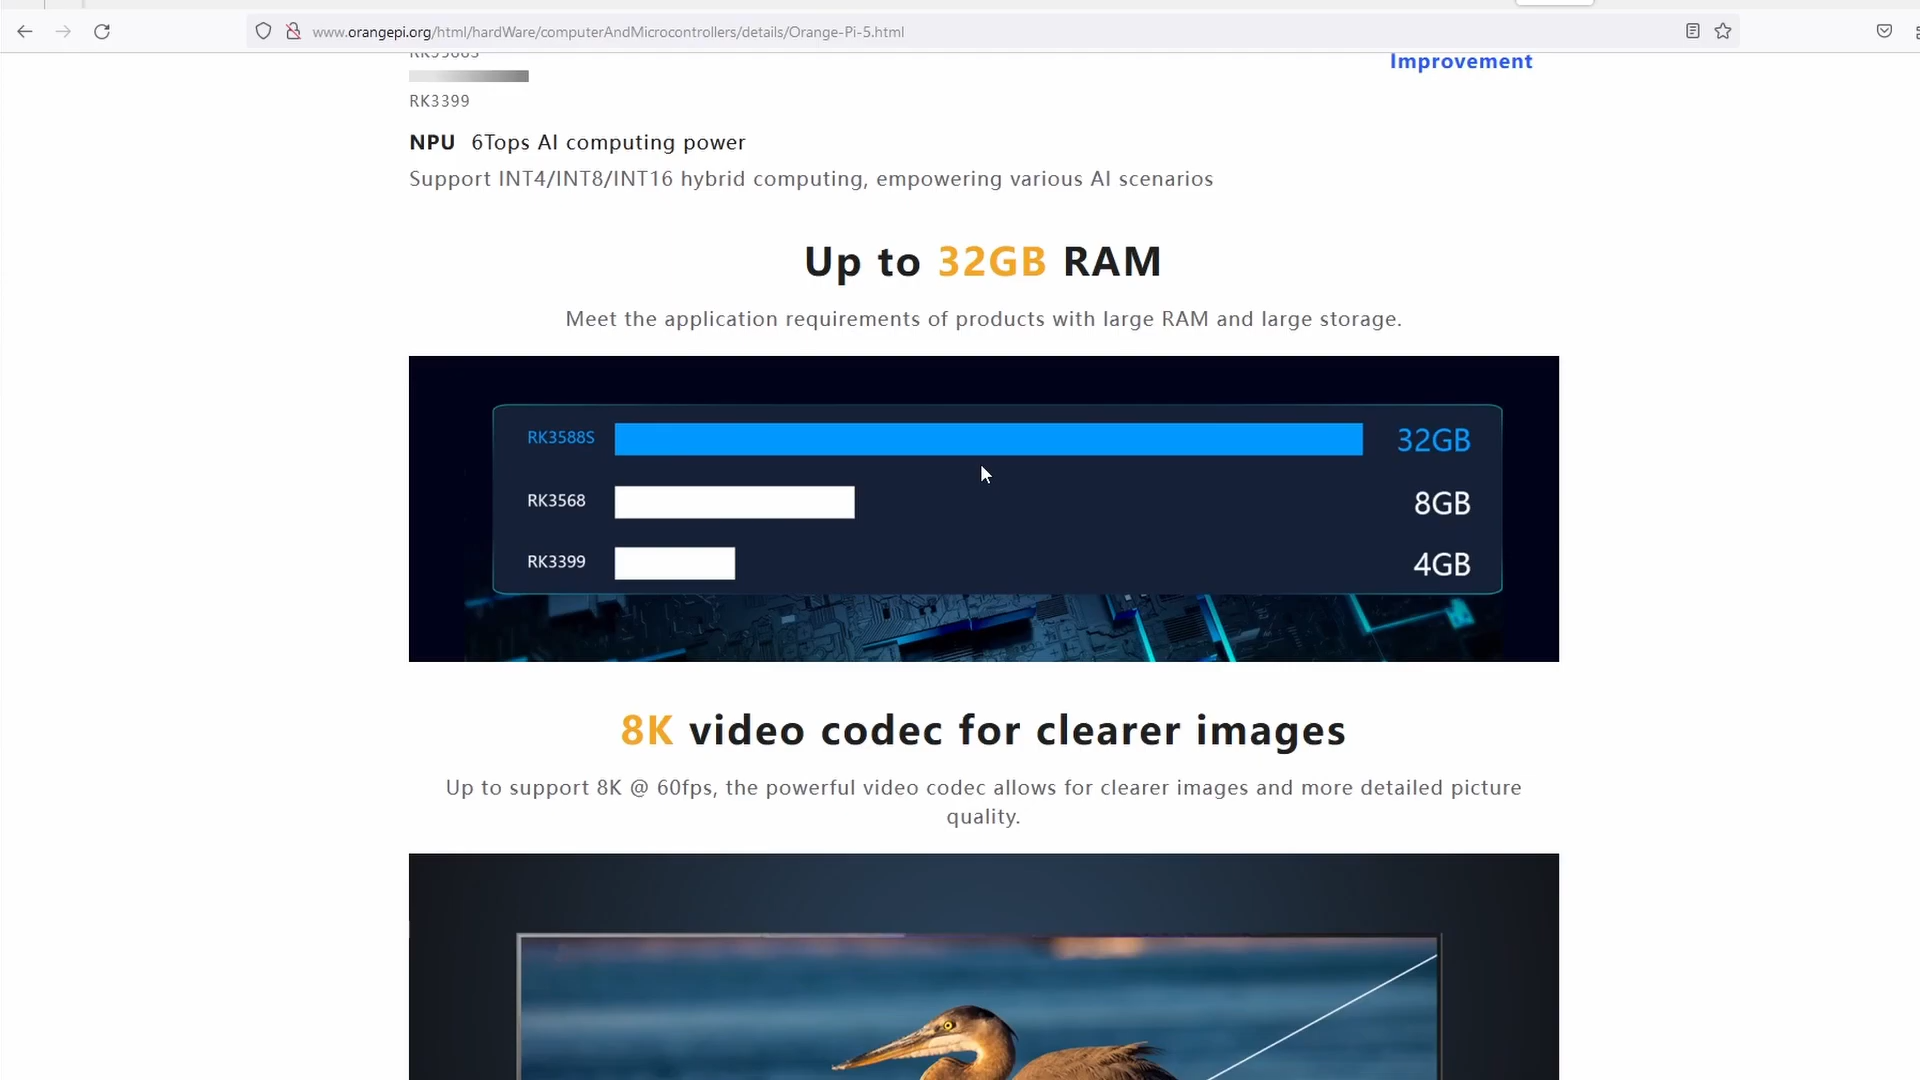 www.orangepi.org/html/hardWare/computerAndMicrocontrollers/details/Orange-Pi-5.html
RK3588S
Improvement
RK3399
NPU 6Tops AI computing power
Support INT4/INT8/INT16 hybrid computing, empowering various AI scenarios
Up to 32GB RAM
Meet the application requirements of products with large RAM and large storage.
RK3588S 32GB
RK3568 8GB
RK3399 4GB
8K video codec for clearer images
Up to support 8K @ 60fps, the powerful video codec allows for clearer images and more detailed picture
quality.